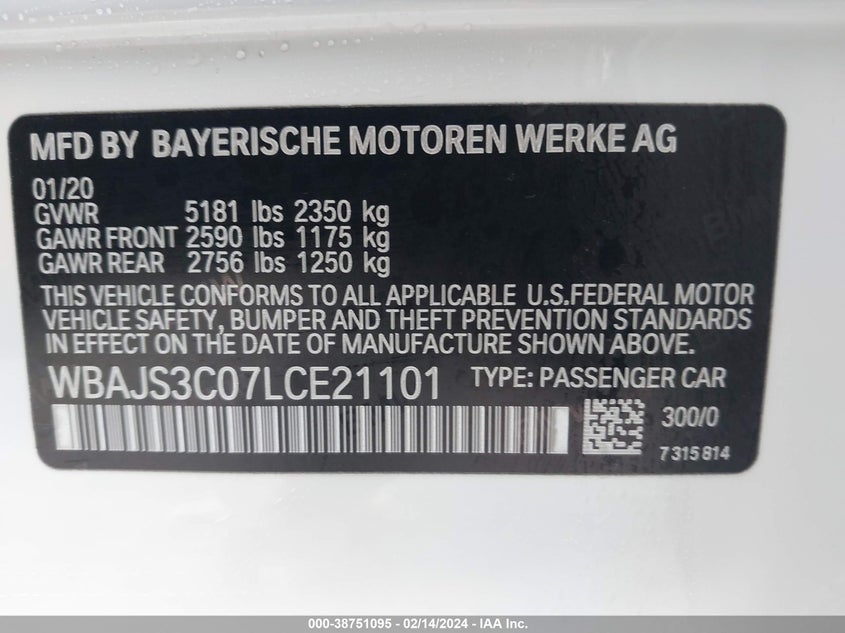 MFD BY BAYERISCHE MOTOREN WERKE AG
01/20
GVWR 5181 lbs 2350 kg
GAWR FRONT 2590 lbs 1175 kg
GAWR REAR 2756 lbs 1250 kg
THIS VEHICLE CONFORMS TO ALL APPLICABLE U.S.FEDERAL MOTOR
VEHICLE SAFETY, BUMPER AND THEFT PREVENTION STANDARDS
IN EFFECT ON THE DATE OF MANUFACTURE SHOWN ABOVE.
WBAJS3C07LCE21101 TYPE: PASSENGER CAR
300/0
7 315 814
000-38751095 - 02/14/2024 - IAA Inc.